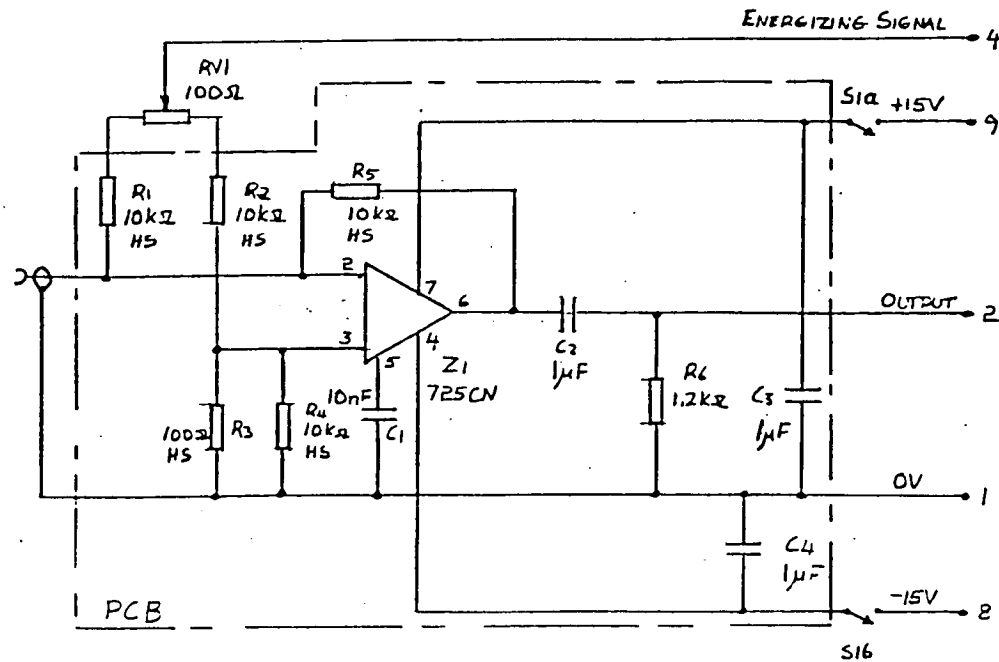 ENERGIZING SIGNAL
4
RV1
100Ω
S1a
+15V
9
R1
10kΩ
HS
R2
10kΩ
HS
R5
10kΩ
HS
2
7
6
3
4
5
Z1
725CN
OUTPUT
2
C2
1μF
R6
1.2kΩ
C3
1μF
100Ω
HS
R3
R4
10kΩ
HS
10nF
C1
0V
1
C4
1μF
PCB
-15V
8
S1b